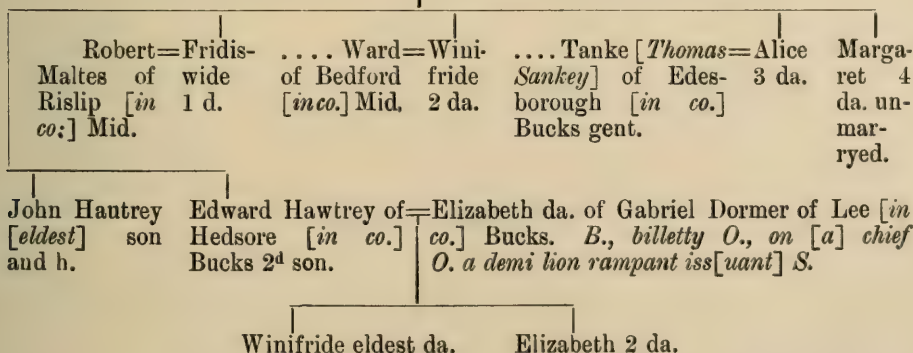 Robert=Fridis-
Maltes of wide
Rislip [in 1 d.
co:] Mid.
.... Ward=Wini-
of Bedford fride
[in co.] Mid. 2 da.
.... Tanke [Thomas=Alice
Sankey] of Edes- 3 da.
borough [in co.]
Bucks gent.
Marga-
ret 4
da. un-
mar-
ryed.
John Hautrey
[eldest] son
and h.
Edward Hawtrey of=Elizabeth da. of Gabriel Dormer of Lee [in
Hedsore [in co.] co.] Bucks. B., billetty O., on [a] chief
Bucks 2d son. O. a demi lion rampant iss[uant] S.
Winifride eldest da.
Elizabeth 2 da.